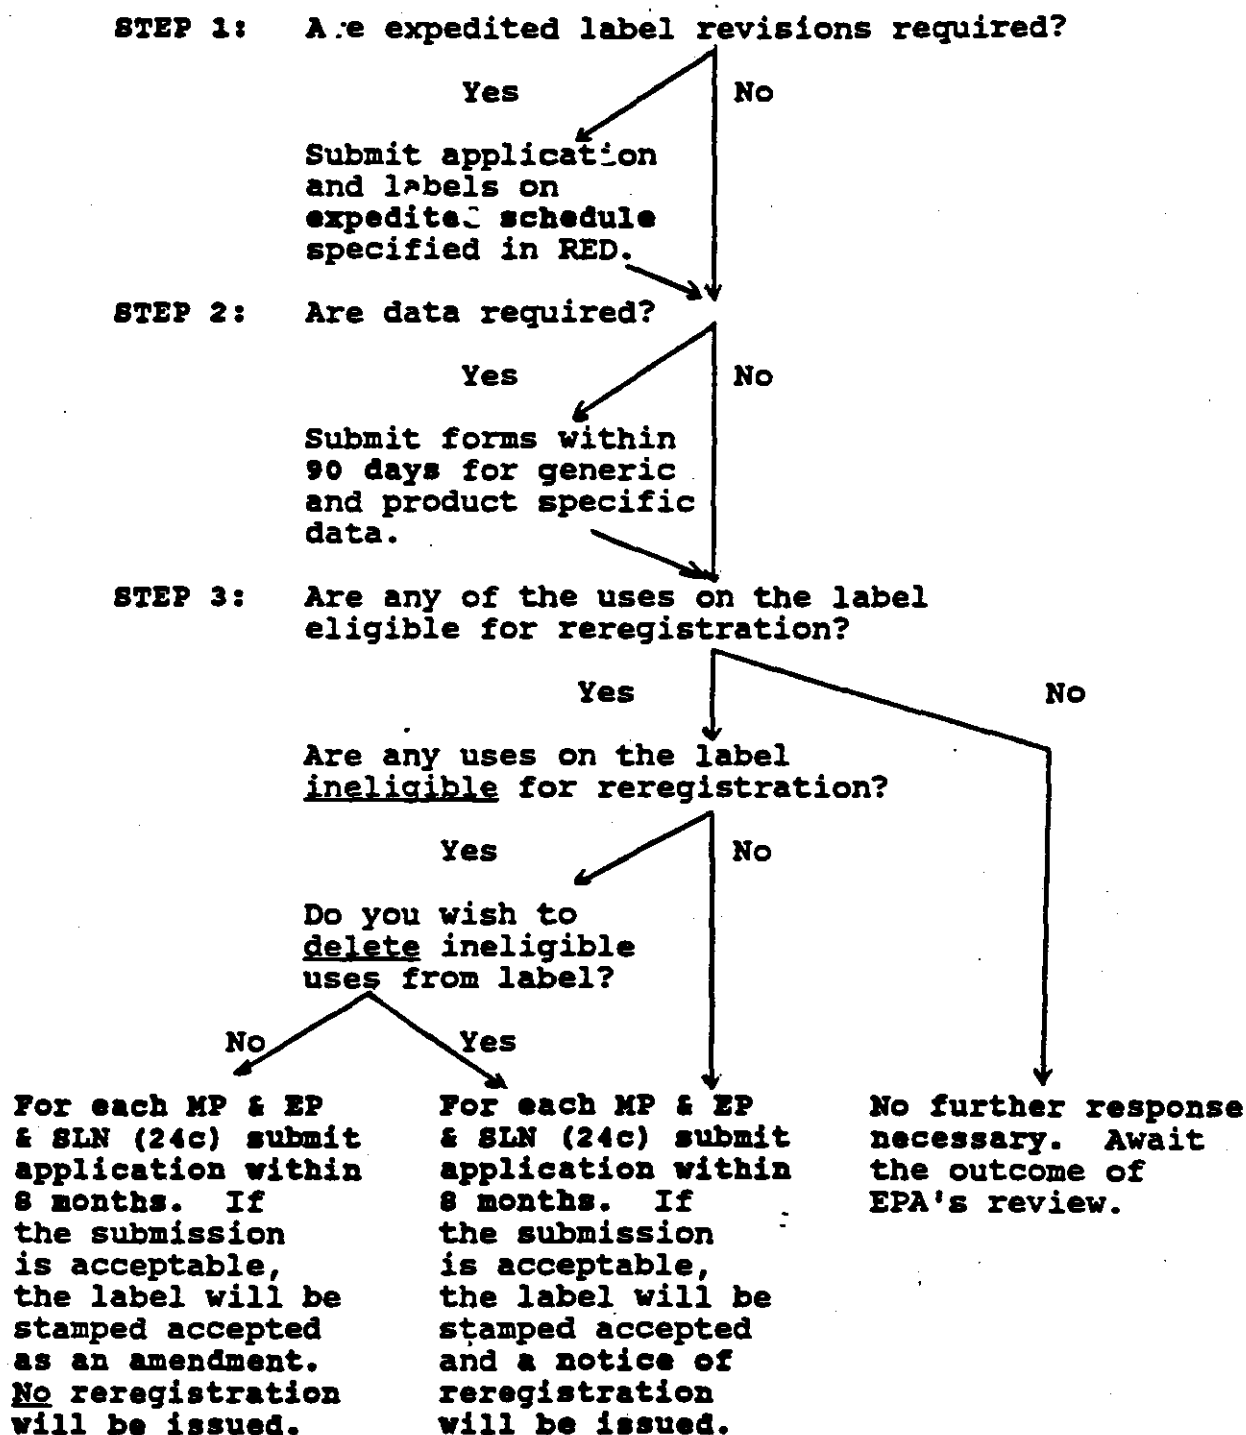 STEP 1: Are expedited label revisions required?
Yes No
Submit application
and labels on
expedited schedule
specified in RED.
STEP 2: Are data required?
Yes No
Submit forms within
90 days for generic
and product specific
data.
STEP 3: Are any of the uses on the label
eligible for reregistration?
Yes No
Are any uses on the label
ineligible for reregistration?
Yes No
Do you wish to
delete ineligible
uses from label?
No Yes
For each MP & EP
& SLN (24c) submit
application within
8 months. If
the submission
is acceptable,
the label will be
stamped accepted
as an amendment.
No reregistration
will be issued.
For each MP & EP
& SLN (24c) submit
application within
8 months. If
the submission
is acceptable,
the label will be
stamped accepted
and a notice of
reregistration
will be issued.
No further response
necessary. Await
the outcome of
EPA's review.